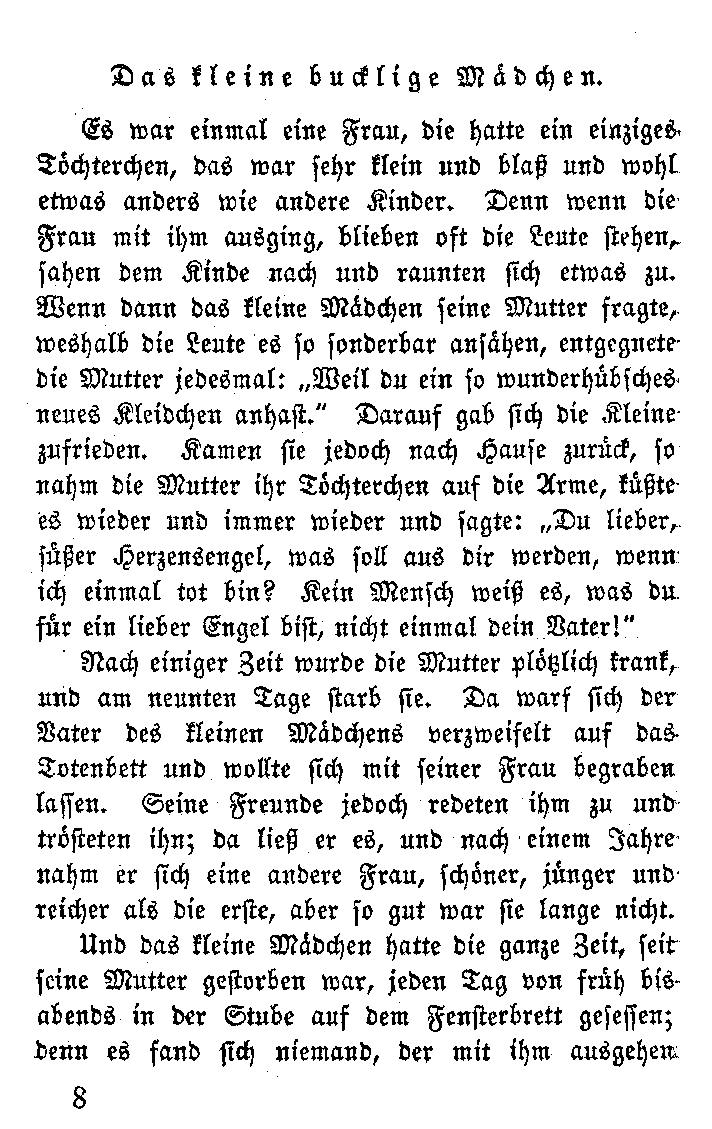 Das kleine bucklige Mädchen.
Es war einmal eine Frau, die hatte ein einziges
Töchterchen, das war sehr klein und blaß und wohl
etwas anders wie andere Kinder. Denn wenn die
Frau mit ihm ausging, blieben oft die Leute stehen,
sahen dem Kinde nach und raunten sich etwas zu.
Wenn dann das kleine Mädchen seine Mutter fragte,
weshalb die Leute es so sonderbar ansähen, entgegnete
die Mutter jedesmal: „Weil du ein so wunderhübsches
neues Kleidchen anhast.“ Darauf gab sich die Kleine
zufrieden. Kamen sie jedoch nach Hause zurück, so
nahm die Mutter ihr Töchterchen auf die Arme, küßte
es wieder und immer wieder und sagte: „Du lieber,
süßer Herzensengel, was soll aus dir werden, wenn
ich einmal tot bin? Kein Mensch weiß es, was du
für ein lieber Engel bist, nicht einmal dein Vater!“
Nach einiger Zeit wurde die Mutter plötzlich krank,
und am neunten Tage starb sie. Da warf sich der
Vater des kleinen Mädchens verzweifelt auf das
Totenbett und wollte sich mit seiner Frau begraben
lassen. Seine Freunde jedoch redeten ihm zu und
trösteten ihn; da ließ er es, und nach einem Jahre
nahm er sich eine andere Frau, schöner, jünger und
reicher als die erste, aber so gut war sie lange nicht.
Und das kleine Mädchen hatte die ganze Zeit, seit
seine Mutter gestorben war, jeden Tag von früh bis
abends in der Stube auf dem Fensterbrett gesessen;
denn es fand sich niemand, der mit ihm ausgehen
8